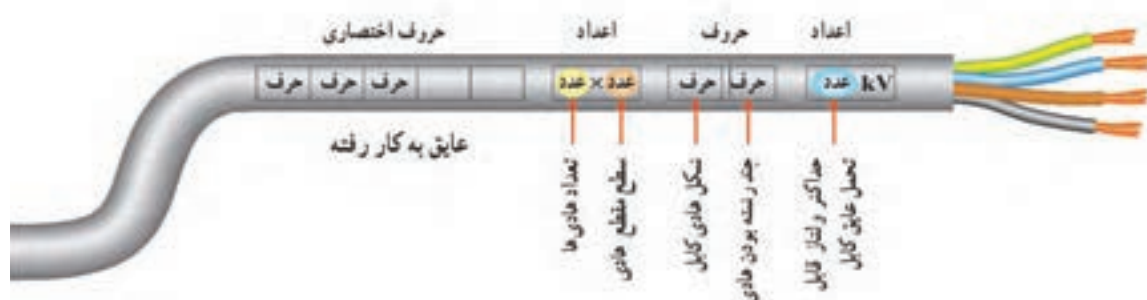 حروف اختصاری
اعداد
حروف
اعداد
حرف حرف حرف
عدد × عدد
حرف حرف
عدد kV
عایق به کار رفته
تعداد هادی‌ها
سطح مقطع هادی
شکل هادی کابل
چند رشته بودن هادی
حداکثر ولتاژ قابل
تحمل عایق کابل